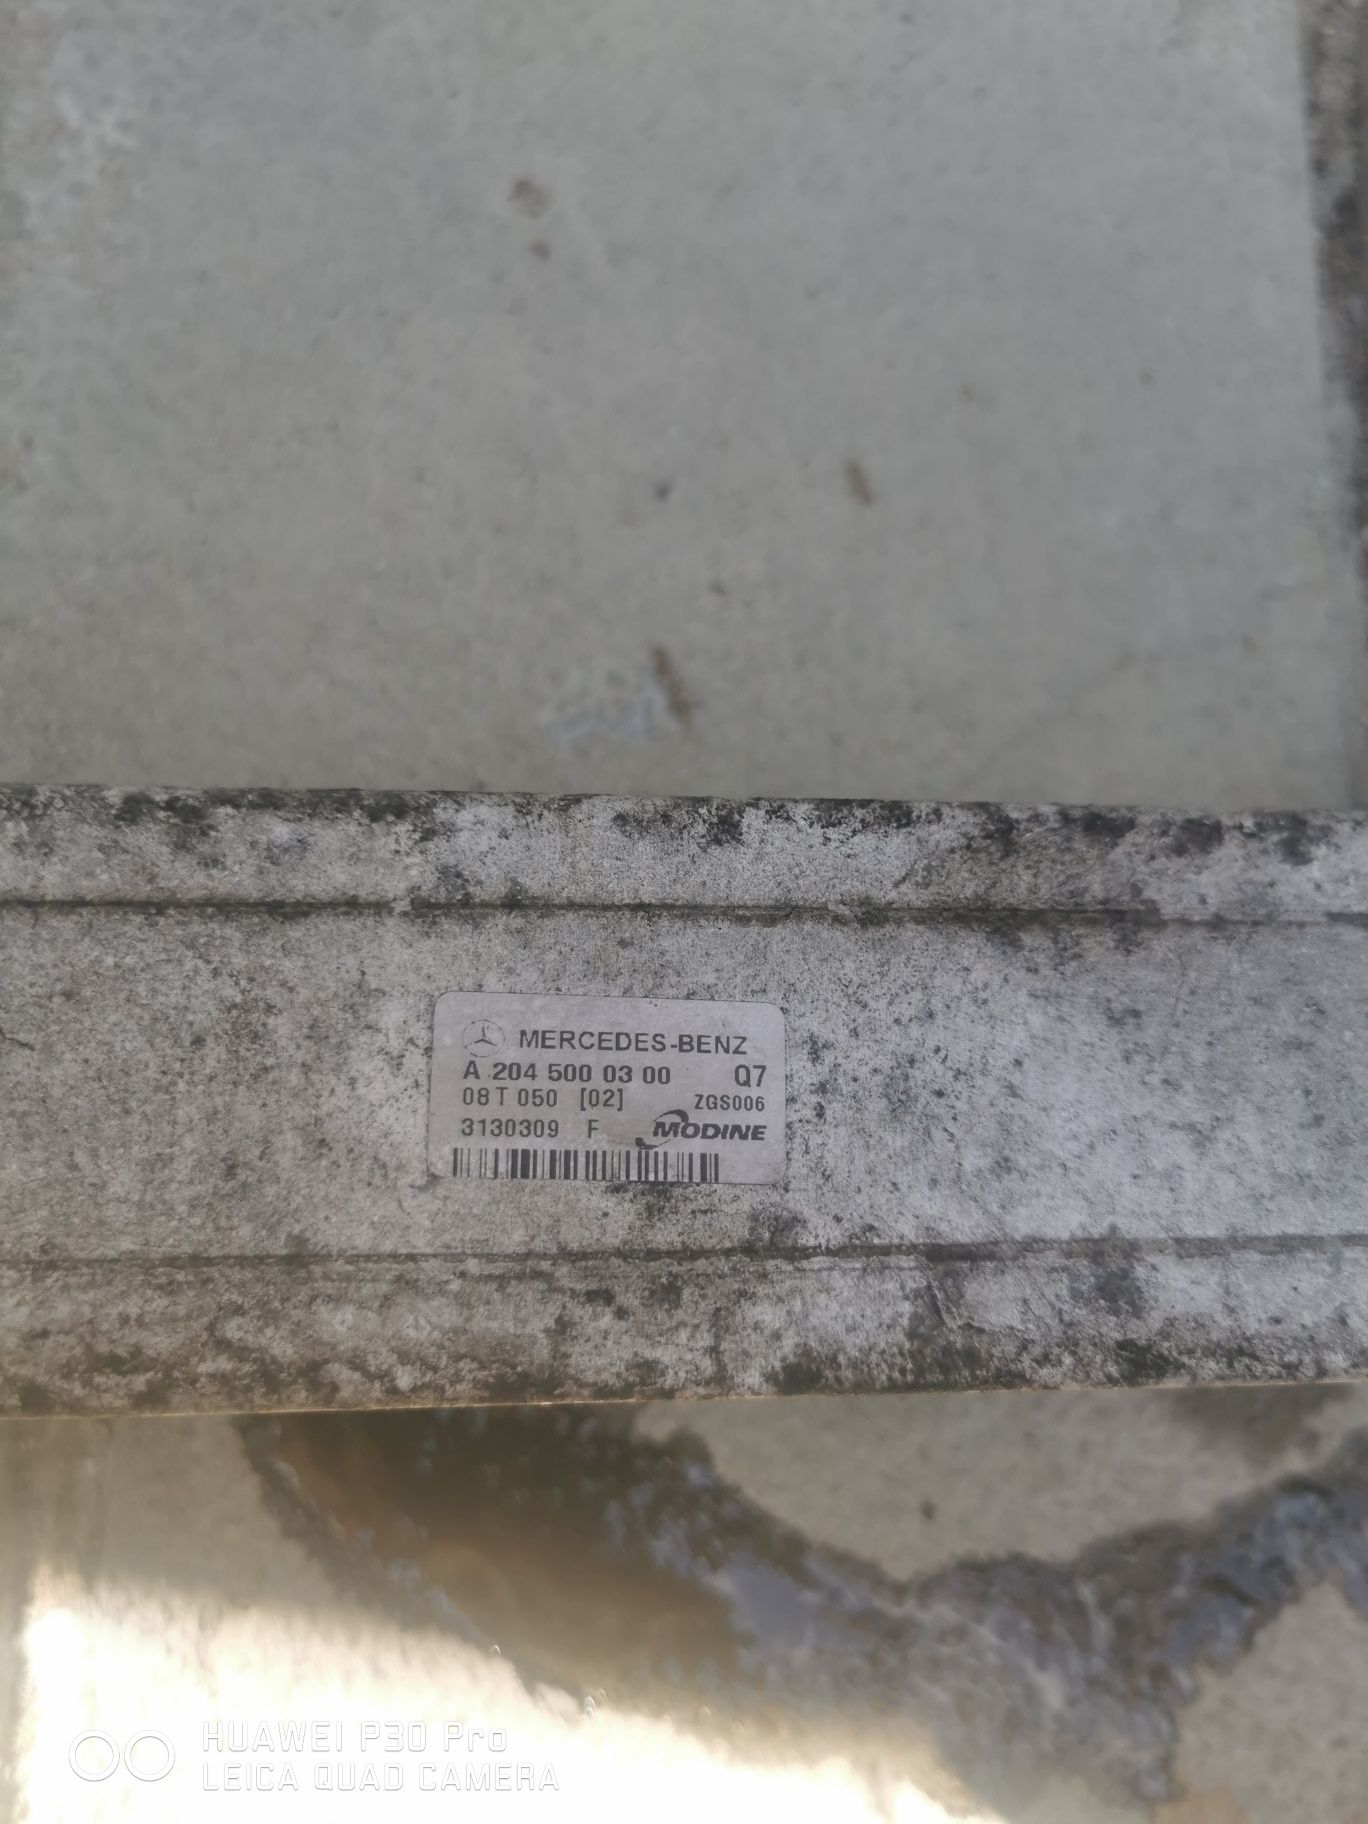 MERCEDES-BENZ
A 204 500 03 00 Q7
08 T 050 [02] ZGS006
3130309 F MODINE
HUAWEI P30 Pro
LEICA QUAD CAMERA